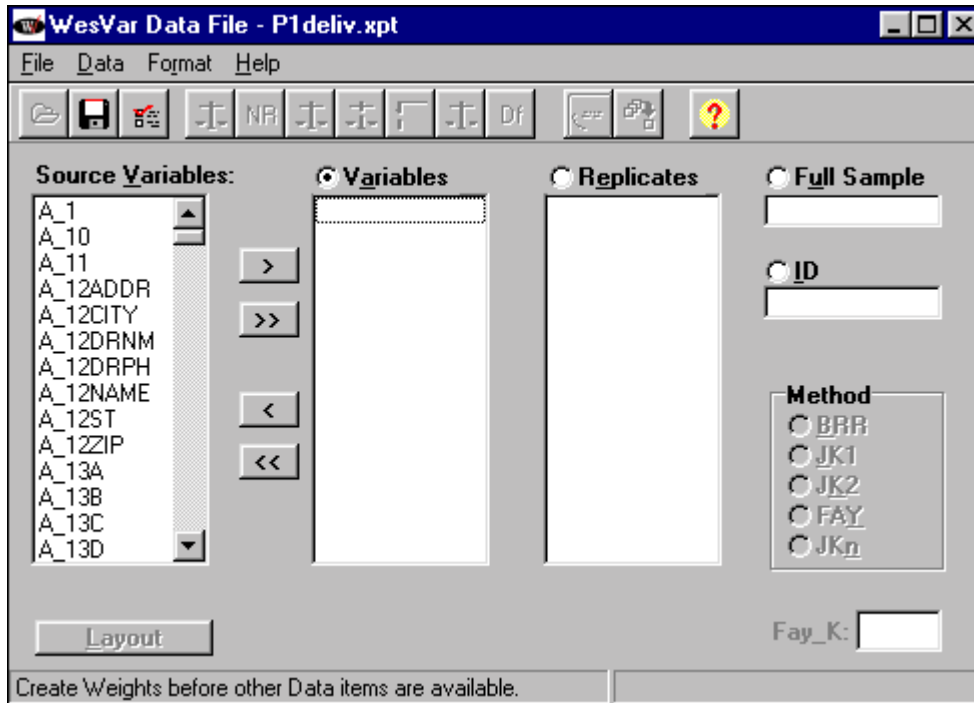 WesVar Data File - P1deliv.xpt
File Data Format Help
NR Df ?
Source Variables: Variables Replicates Full Sample
A_1
A_10
A_11
A_12ADDR
A_12CITY
A_12DRNM
A_12DRPH
A_12NAME
A_12ST
A_12ZIP
A_13A
A_13B
A_13C
A_13D
>
>>
<
<<
ID
Method
BRR
JK1
JK2
FAY
JKn
Layout
Fay_K:
Create Weights before other Data items are available.